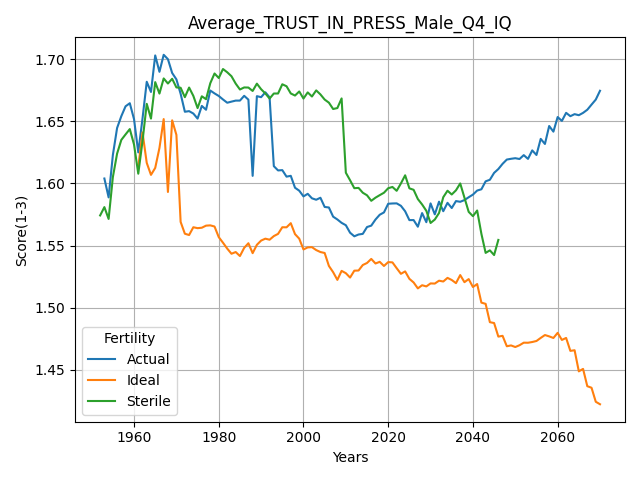 Average_TRUST_IN_PRESS_Male_Q4_IQ
1.70
1.65
1.60
1.55
1.50
1.45
Score(1-3)
Fertility
Actual
Ideal
Sterile
1960 1980 2000 2020 2040 2060
Years